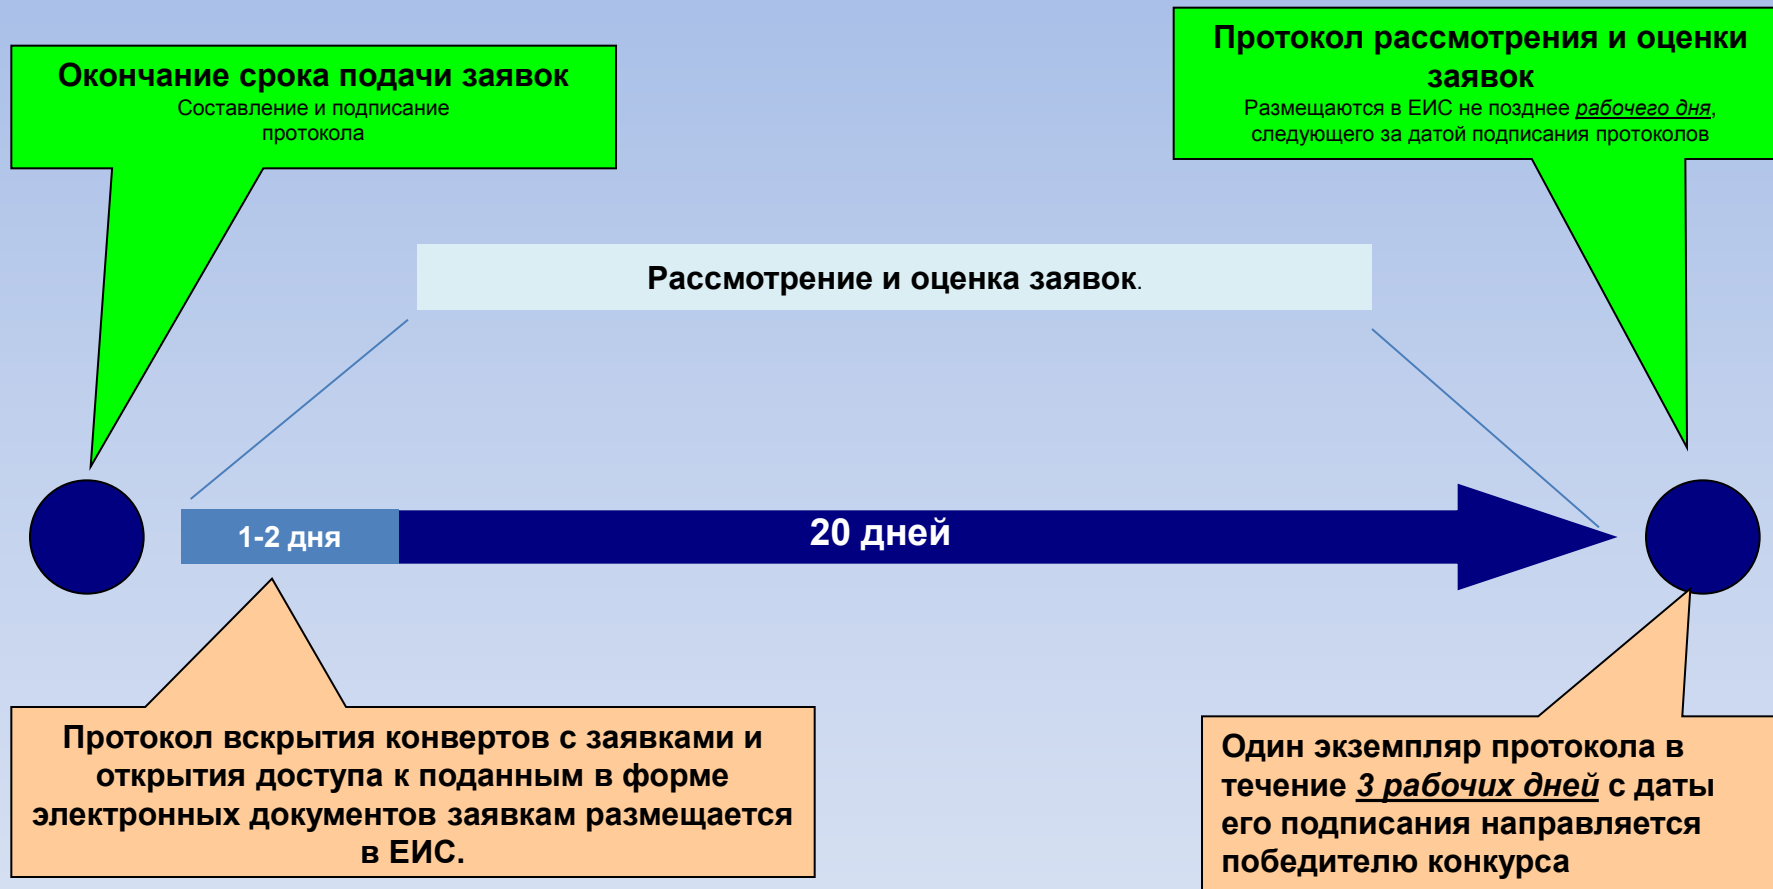 Окончание срока подачи заявок
Составление и подписание
протокола
Протокол рассмотрения и оценки
заявок
Размещаются в ЕИС не позднее рабочего дня,
следующего за датой подписания протоколов
Рассмотрение и оценка заявок.
1-2 дня
20 дней
Протокол вскрытия конвертов с заявками и
открытия доступа к поданным в форме
электронных документов заявкам размещается
в ЕИС.
Один экземпляр протокола в
течение 3 рабочих дней с даты
его подписания направляется
победителю конкурса